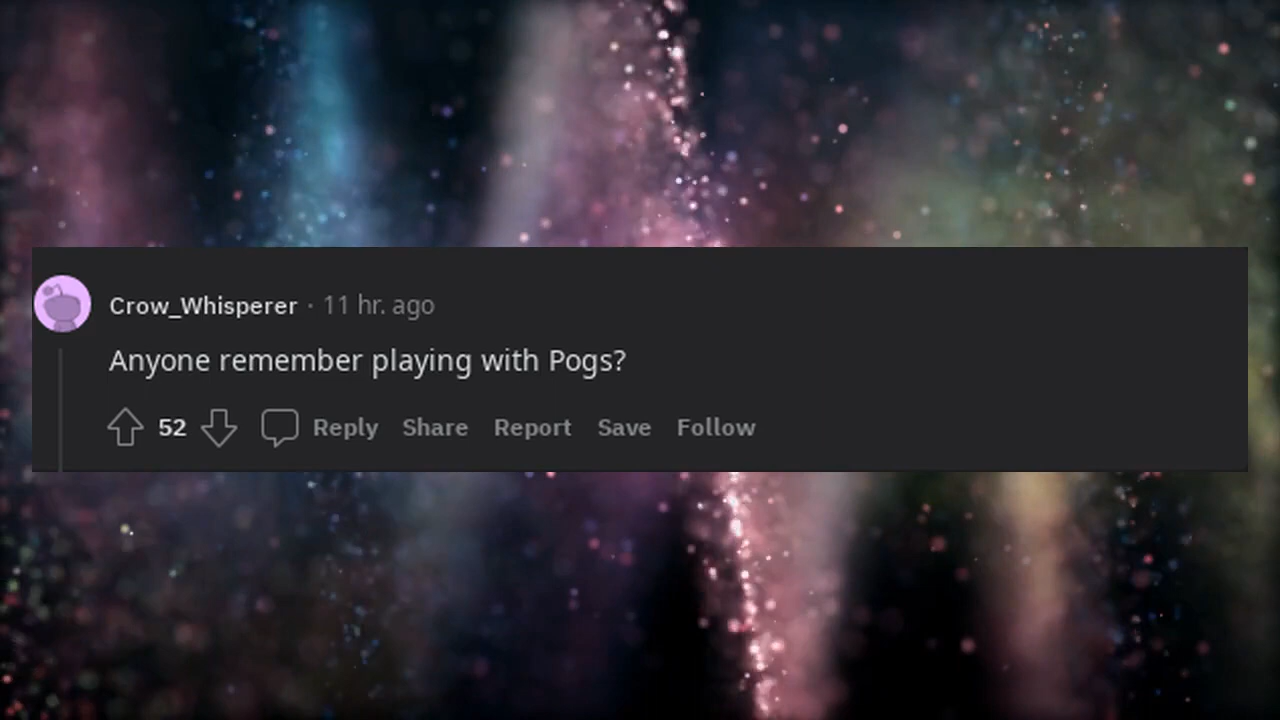 Crow_Whisperer · 11 hr. ago
Anyone remember playing with Pogs?
52 Reply Share Report Save Follow